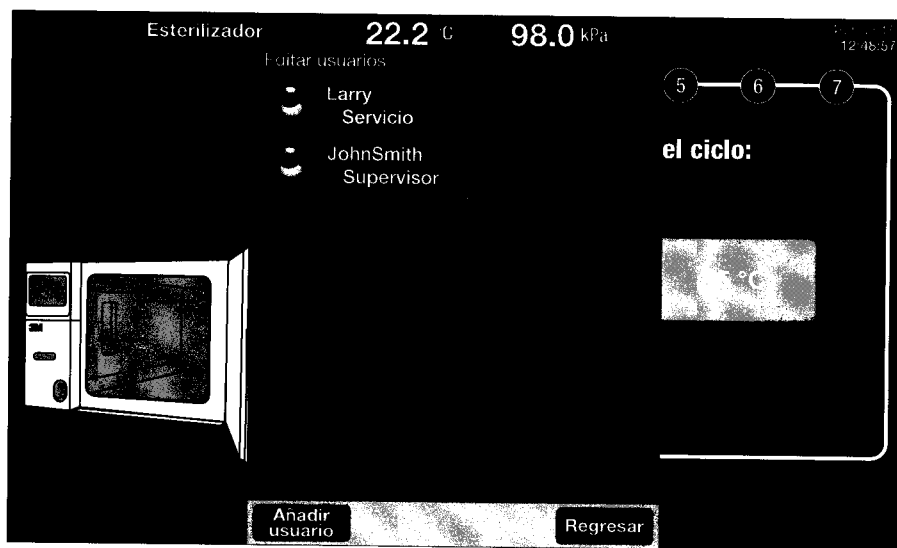 Esterilizador 22.2 °C 98.0 kPa
12:48:57
Editar usuarios
Larry
Servicio
JohnSmith
Supervisor
5 6 7
el ciclo:
°C
3M
Añadir
usuario
Regresar